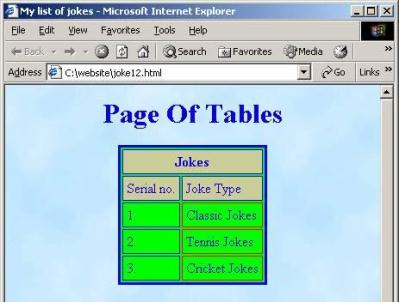 My list of jokes - Microsoft Internet Explorer
File Edit View Favorites Tools Help
Back Search Favorites Media »
Address C:\website\joke12.html Go Links »
Page Of Tables
Jokes
Serial no. Joke Type
1 Classic Jokes
2 Tennis Jokes
3. Cricket Jokes